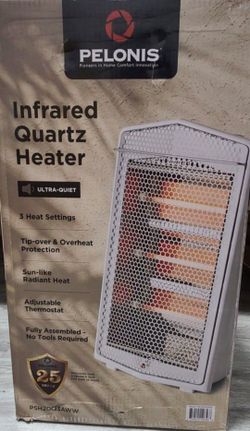 PELONIS
Pioneers in Home Comfort Innovation
Infrared
Quartz
Heater
ULTRA-QUIET
3 Heat Settings
Tip-over & Overheat
Protection
Sun-like
Radiant Heat
Adjustable
Thermostat
Fully Assembled -
No Tools Required
25